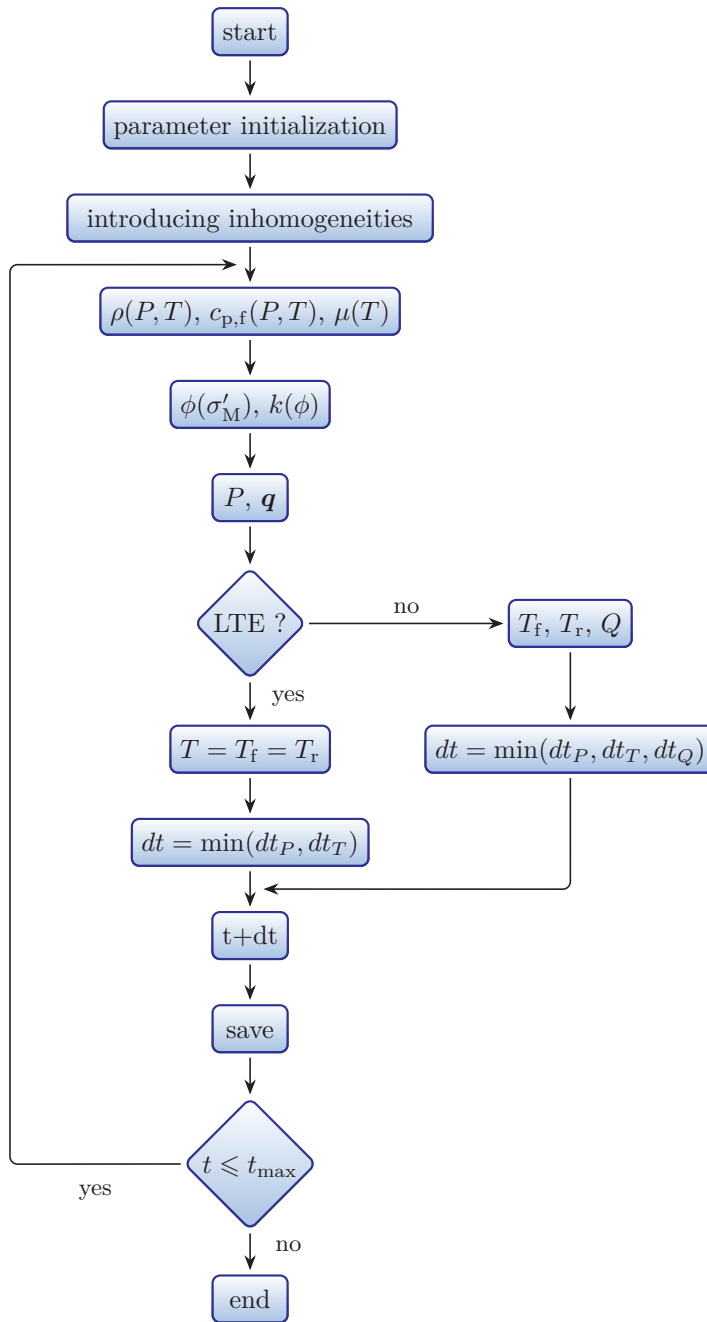 start
parameter initialization
introducing inhomogeneities
ρ(P, T), c_p,f(P, T), μ(T)
ϕ(σ′_M), k(ϕ)
P, q
LTE ?
no
T_f, T_r, Q
yes
T = T_f = T_r
dt = min(dt_P, dt_T, dt_Q)
dt = min(dt_P, dt_T)
t+dt
save
t ⩽ t_max
yes
no
end